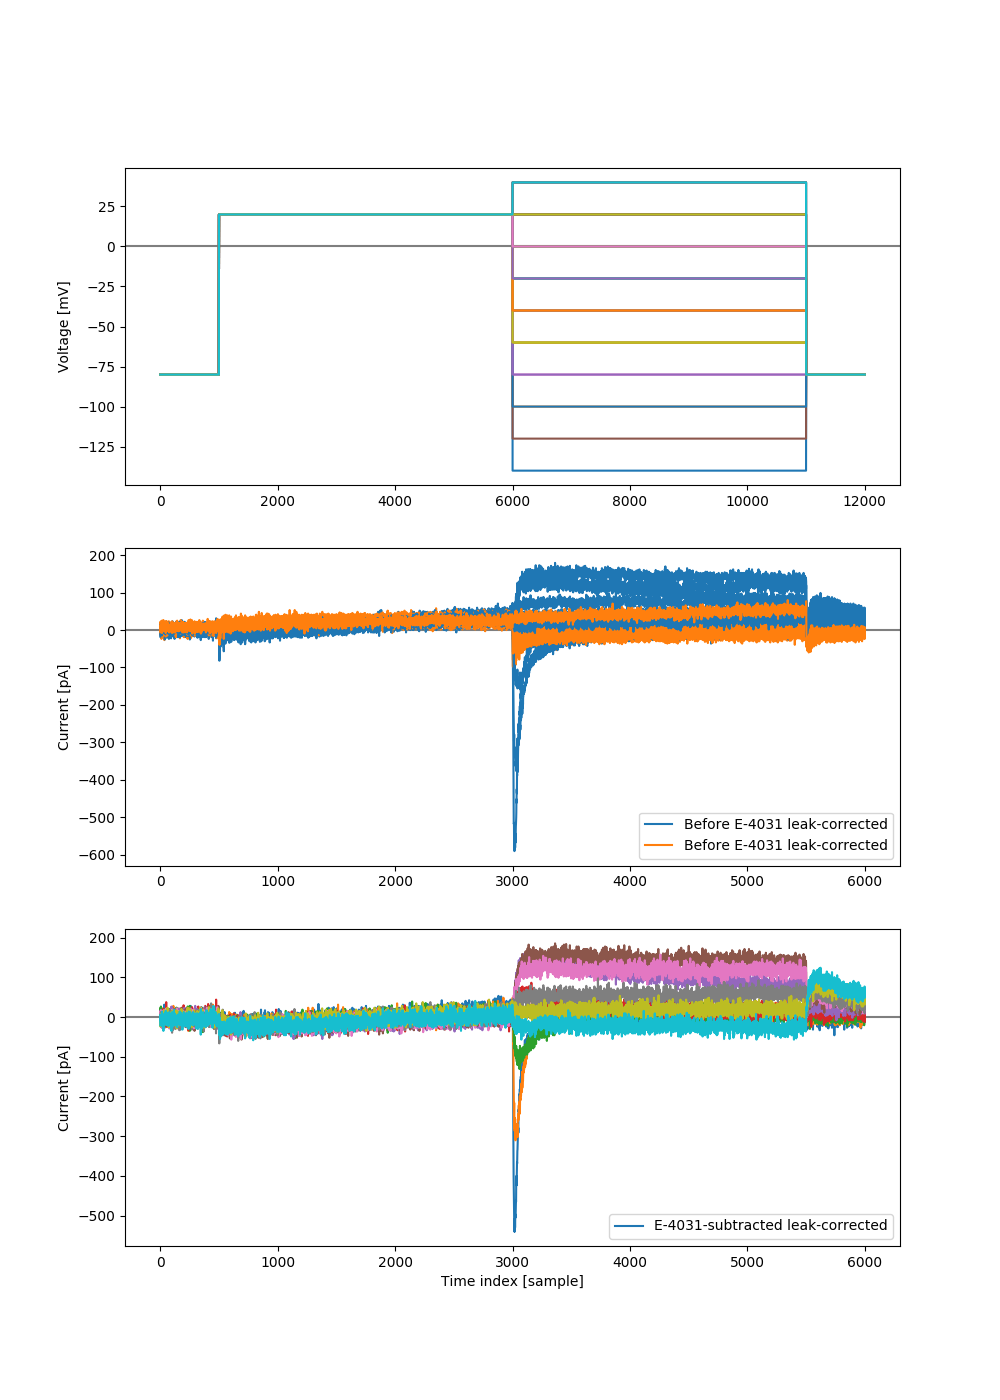 25
0
−25
−50
−75
−100
−125
Voltage [mV]
0 2000 4000 6000 8000 10000 12000
200
100
0
−100
−200
−300
−400
−500
−600
Current [pA]
Before E-4031 leak-corrected
Before E-4031 leak-corrected
0 1000 2000 3000 4000 5000 6000
200
100
0
−100
−200
−300
−400
−500
Current [pA]
E-4031-subtracted leak-corrected
0 1000 2000 3000 4000 5000 6000
Time index [sample]